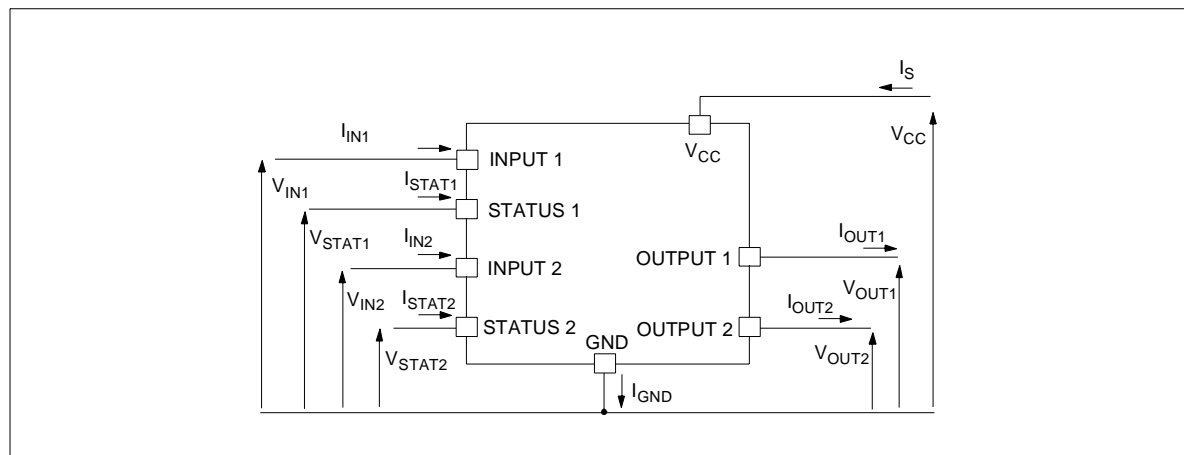 I_S
V_CC
I_IN1
V_CC
INPUT 1
V_IN1
I_STAT1
STATUS 1
V_STAT1
I_IN2
I_OUT1
OUTPUT 1
INPUT 2
V_IN2
V_OUT1
I_STAT2
I_OUT2
STATUS 2
OUTPUT 2
GND
V_STAT2
V_OUT2
I_GND